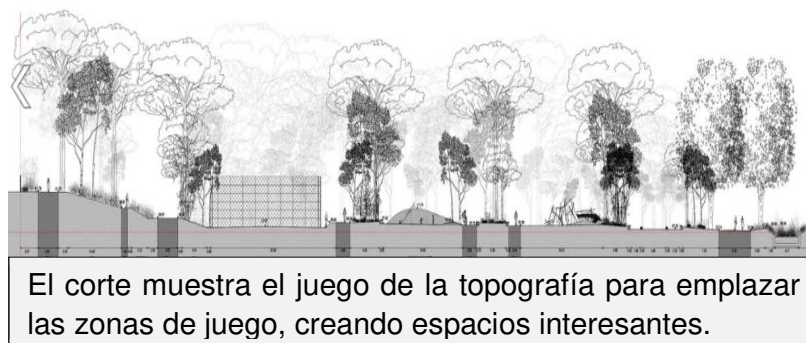 El corte muestra el juego de la topografía para emplazar
las zonas de juego, creando espacios interesantes.